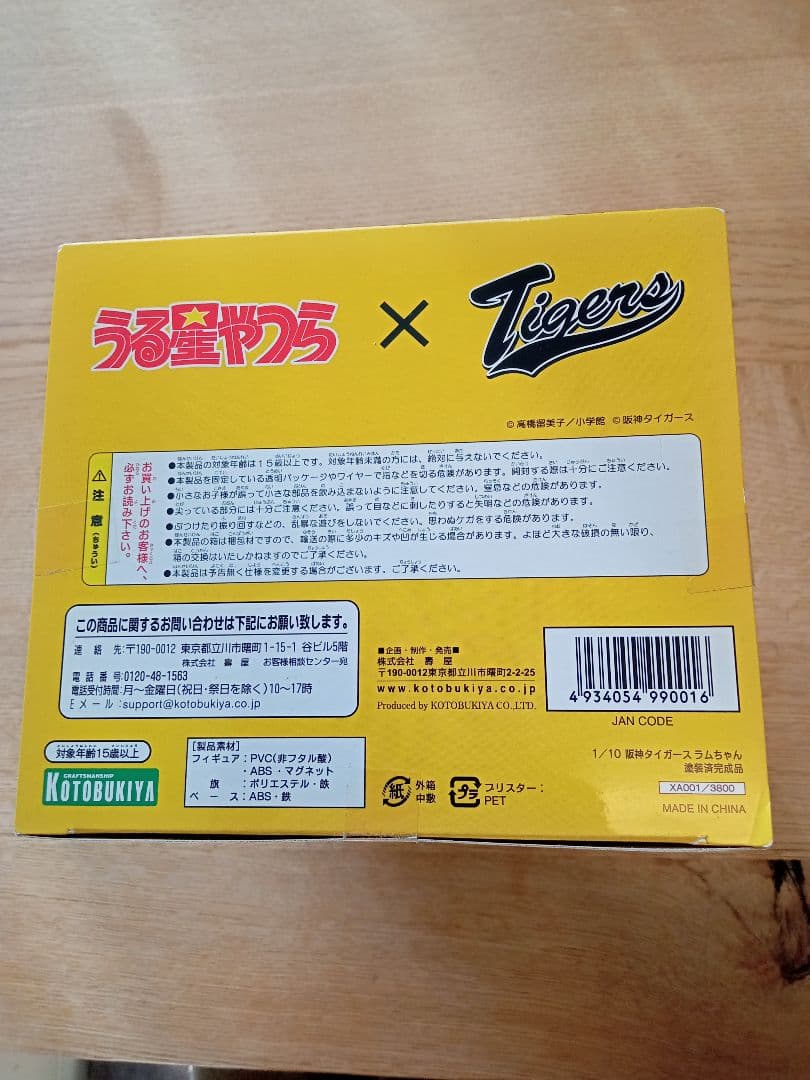 うる星やつら × Tigers
©高橋留美子/小学館 ©阪神タイガース
⚠注意(ちゅうい)
お買い上げのお客様へ、
必ずお読み下さい。
●本製品の対象年齢は15歳以上です。対象年齢未満の方には、絶対に与えないでください。
●本製品を固定している透明パッケージやワイヤーで指などを切る危険があります。開封する際は十分にご注意ください。
●小さなお子様が誤って小さな部品を飲み込まないように注意してください。窒息などの危険があります。
●尖っている部分には十分ご注意ください。誤って目などに刺したりすると失明などの危険があります。
●ぶつけたり振り回すなどの、乱暴な遊びをしないでください。思わぬケガをする危険があります。
●本製品の箱は梱包材ですので、輸送の際に多少のキズや凹が生じる場合があります。よほど大きな破損の無い限り、
箱の交換はいたしかねますのでご了承ください。
●本製品は予告無く仕様を変更する場合がございます、ご了承ください。
この商品に関するお問い合わせは下記にお願い致します。
連絡先:〒190-0012 東京都立川市曙町1-15-1 谷ビル5階
株式会社 壽屋 お客様相談センター宛
電話番号:0120-48-1563
電話受付時間:月〜金曜日(祝日・祭日を除く)10〜17時
Eメール:support@kotobukiya.co.jp
■企画・制作・発売■
株式会社 壽屋
〒190-0012 東京都立川市曙町2-2-25
www.kotobukiya.co.jp
Produced by KOTOBUKIYA CO.,LTD.
4 934054 990016
JAN CODE
対象年齢15歳以上
CRAFTSMANSHIP
KOTOBUKIYA
[製品素材]
フィギュア:PVC(非フタル酸)
・ABS・マグネット
旗:ポリエステル・鉄
ベース:ABS・鉄
紙 外箱
中敷
プラ ブリスター:
PET
1/10 阪神タイガース ラムちゃん
塗装済完成品
XA001/3800
MADE IN CHINA